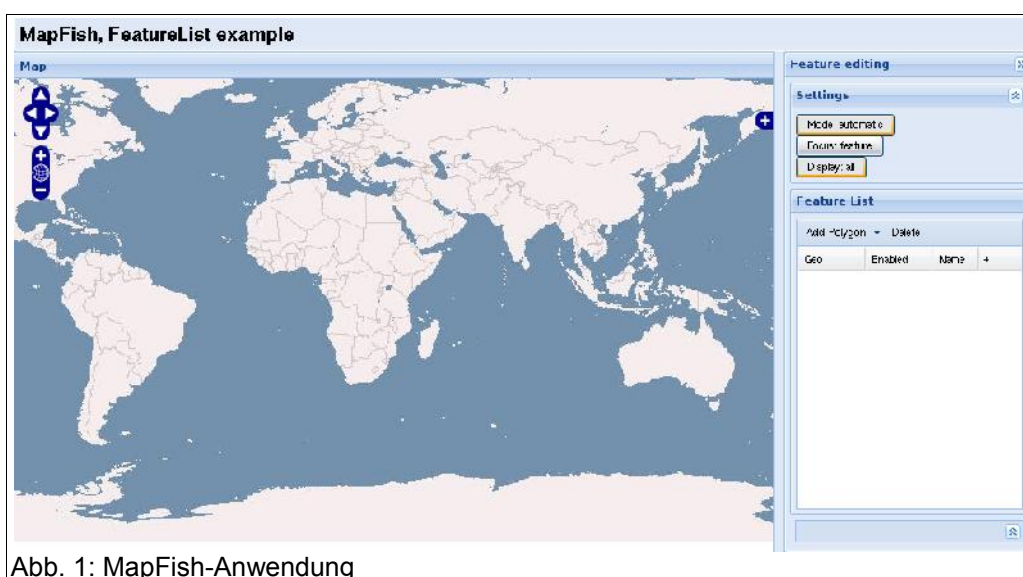 MapFish, FeatureList example
Map
Feature editing
Settings
Mode: automatic
Focus: feature
Display: all
Feature List
Add Polygon Delete
Geo Enabled Name +
Abb. 1: MapFish-Anwendung